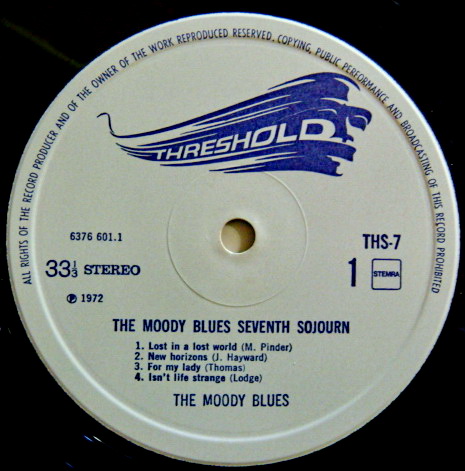 ALL RIGHTS OF THE RECORD PRODUCER AND OF THE OWNER OF THE WORK REPRODUCED RESERVED. COPYING, PUBLIC PERFORMANCE AND BROADCASTING OF THIS RECORD PROHIBITED
THRESHOLD
6376 601.1
THS-7
33⅓ STEREO
1
STEMRA
℗ 1972
THE MOODY BLUES SEVENTH SOJOURN
1. Lost in a lost world (M. Pinder)
2. New horizons (J. Hayward)
3. For my lady (Thomas)
4. Isn't life strange (Lodge)
THE MOODY BLUES